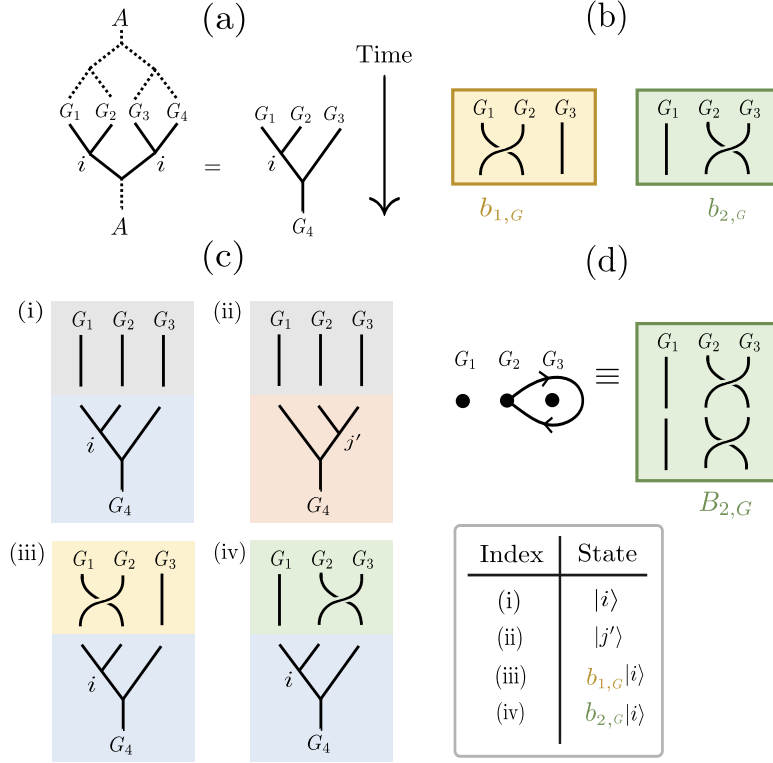 (a)
A
G₁ G₂ G₃ G₄
i i
A
=
G₁ G₂ G₃
i
G₄
Time
(b)
G₁ G₂ G₃
b₁,G
G₁ G₂ G₃
b₂,G
(c)
(i)
G₁ G₂ G₃
i
G₄
(ii)
G₁ G₂ G₃
j′
G₄
(iii)
G₁ G₂ G₃
i
G₄
(iv)
G₁ G₂ G₃
i
G₄
(d)
G₁ G₂ G₃
≡
G₁ G₂ G₃
B₂,G
Index State
(i) |i⟩
(ii) |j′⟩
(iii) b₁,G|i⟩
(iv) b₂,G|i⟩